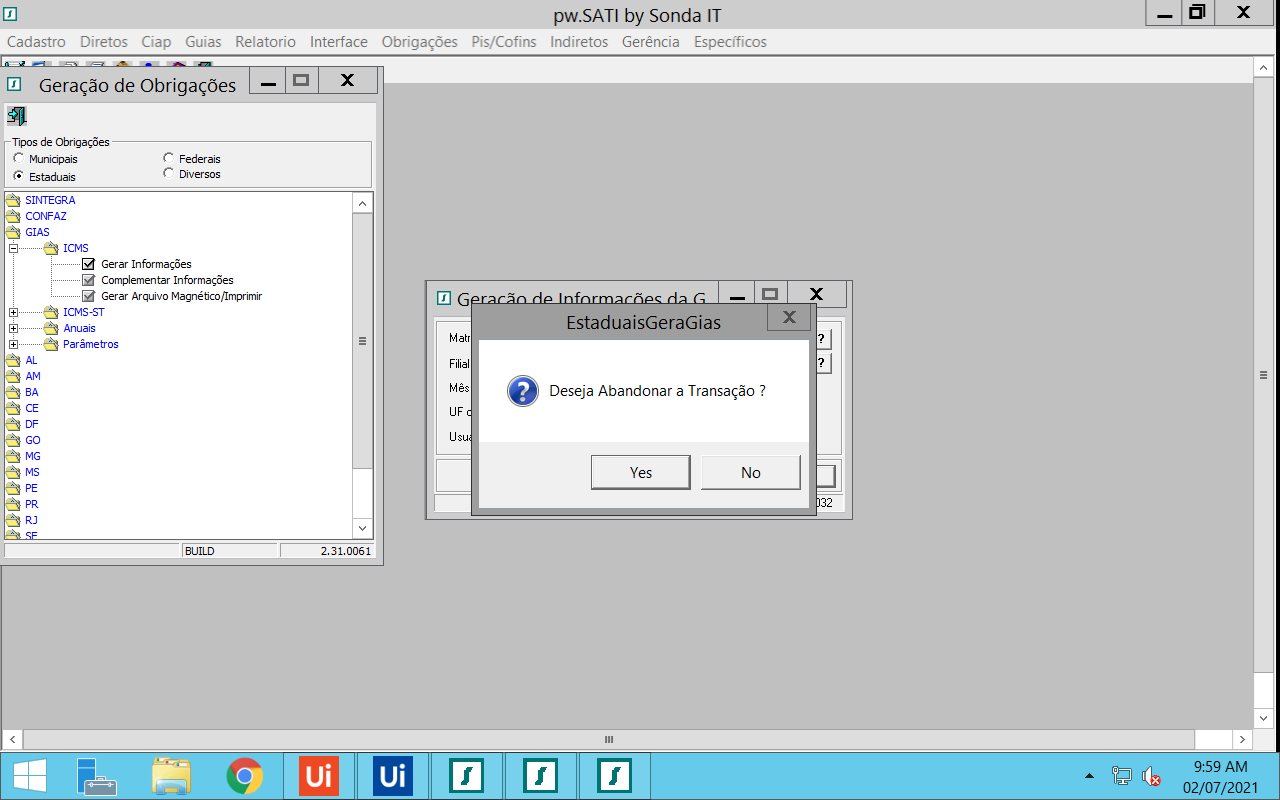 pw.SATI by Sonda IT
Cadastro Diretos Ciap Guias Relatorio Interface Obrigações Pis/Cofins Indiretos Gerência Específicos
Geração de Obrigações
Tipos de Obrigações
Municipais Federais
Estaduais Diversos
SINTEGRA
CONFAZ
GIAS
ICMS
Gerar Informações
Complementar Informações
Gerar Arquivo Magnético/Imprimir
ICMS-ST
Anuais
Parâmetros
AL
AM
BA
CE
DF
GO
MG
MS
PE
PR
RJ
SE
BUILD 2.31.0061
Geração de Informações da G
Matr ?
Filial ?
Mês
UF
Usua
032
EstaduaisGeraGias
Deseja Abandonar a Transação ?
Yes No
Ui Ui
9:59 AM
02/07/2021